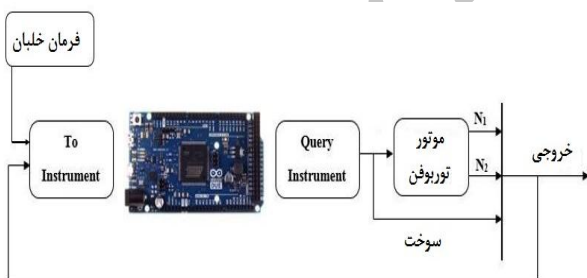 فرمان خلبان
To
Instrument
Query
Instrument
موتور
توربوفن
N₁
N₂
خروجی
سوخت